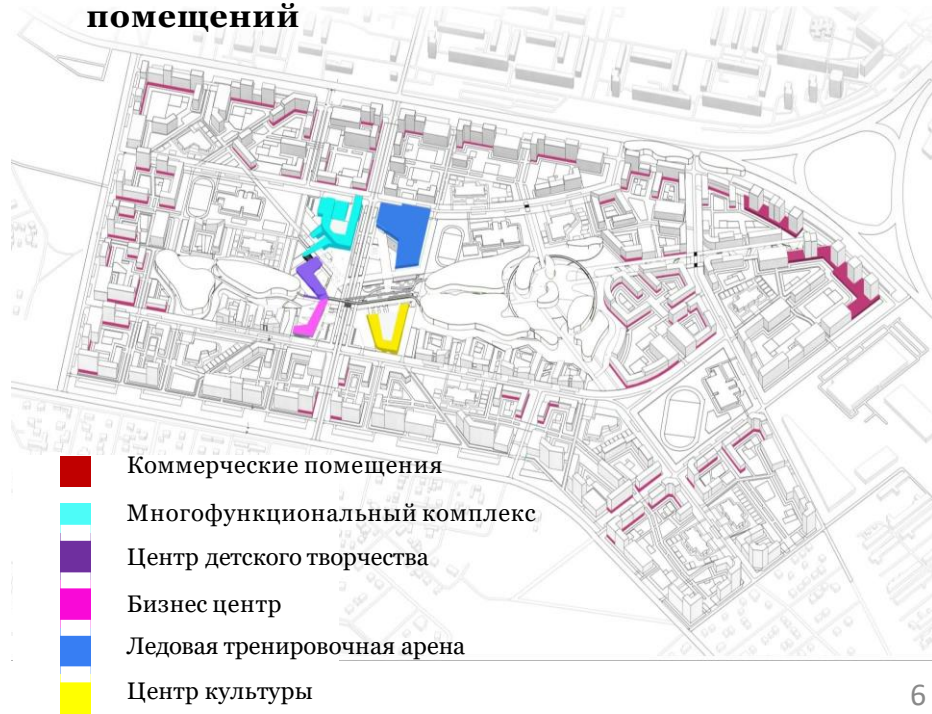 помещений
Коммерческие помещения
Многофункциональный комплекс
Центр детского творчества
Бизнес центр
Ледовая тренировочная арена
Центр культуры
6